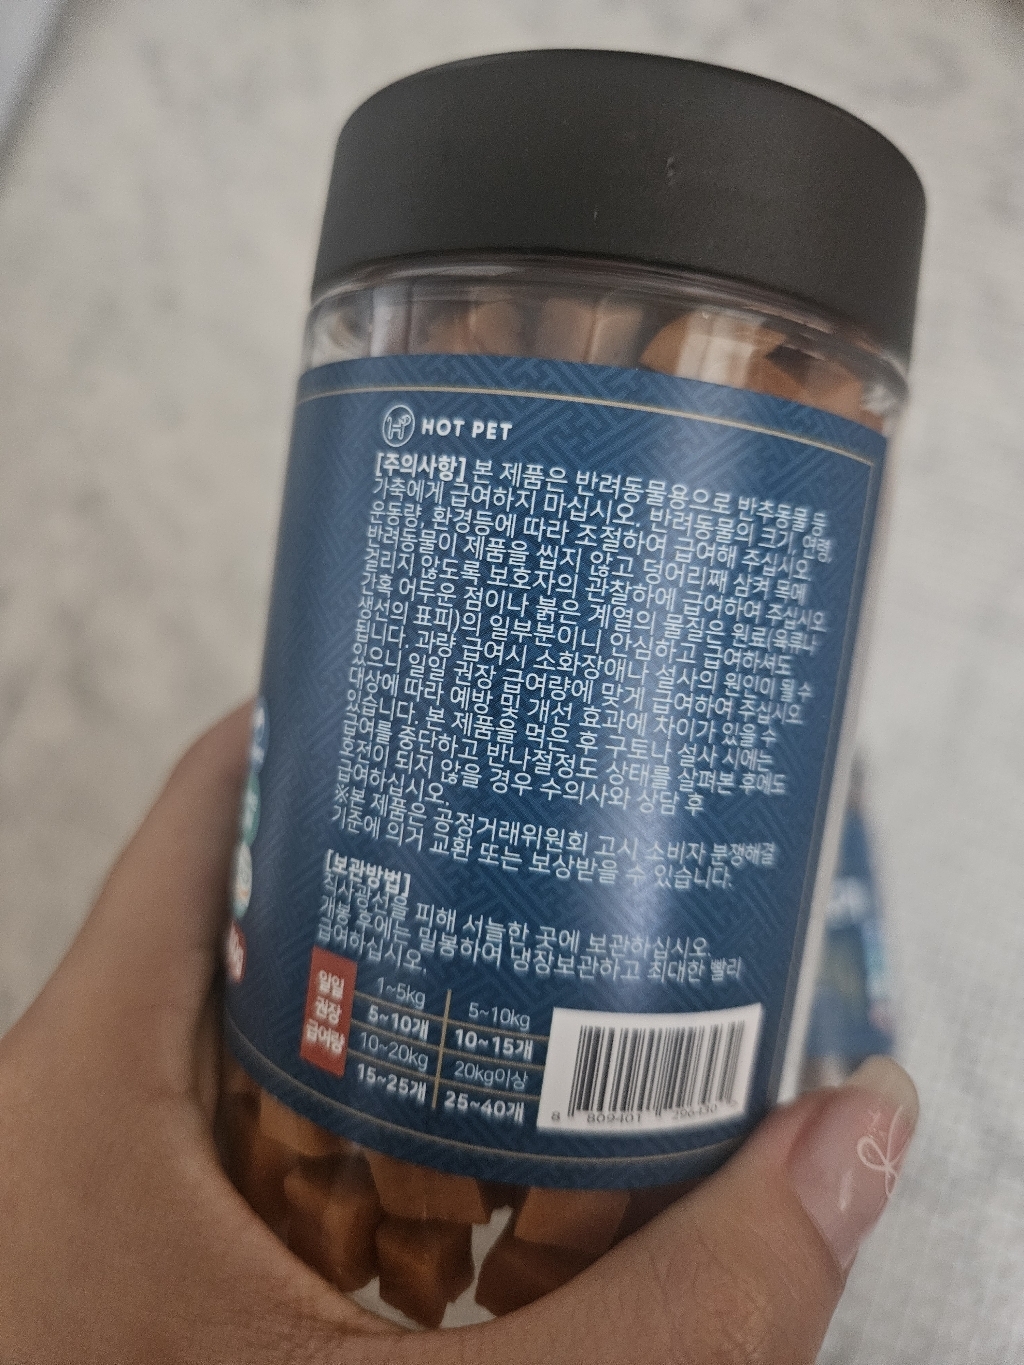 HOT PET
[주의사항] 본 제품은 반려동물용으로 반추동물 등
가축에게 급여하지 마십시오. 반려동물의 크기, 연령,
운동량, 환경등에 따라 조절하여 급여해 주십시오
반려동물이 제품을 씹지 않고 덩어리째 삼켜 목에
걸리지 않도록 보호자의 관찰하에 급여하여 주십시오
간혹 어두운 점이나 붉은 계열의 물질은 원료(육류나
생선의 표피)의 일부분이니 안심하고 급여하셔도
됩니다. 과량 급여시 소화장애나 설사의 원인이 될 수
있으니 일일 권장 급여량에 맞게 급여하여 주십시오
대상에 따라 예방 및 개선 효과에 차이가 있을 수
있습니다. 본 제품을 먹은 후 구토나 설사 시에는
급여를 중단하고 반나절정도 상태를 살펴본 후에도
호전이 되지 않을 경우 수의사와 상담 후
급여하십시오.
※본 제품은 공정거래위원회 고시 소비자 분쟁해결
기준에 의거 교환 또는 보상받을 수 있습니다.
[보관방법]
직사광선을 피해 서늘한 곳에 보관하십시오.
개봉 후에는 밀봉하여 냉장보관하고 최대한 빨리
급여하십시오.
일일
권장
급여량
1~5kg 5~10kg
5~10개 10~15개
10~20kg 20kg이상
15~25개 25~40개
8 809401